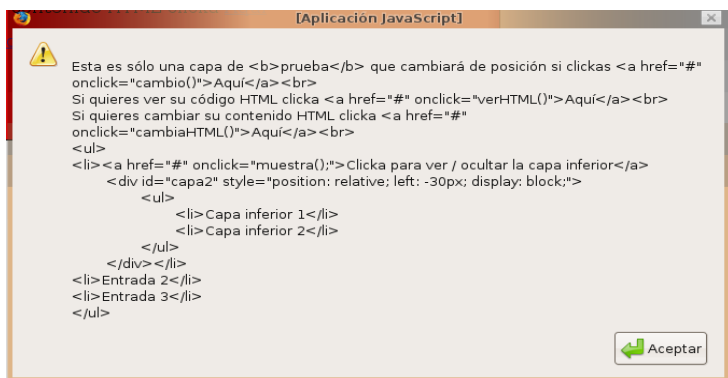 [Aplicación JavaScript]
Esta es sólo una capa de <b>prueba</b> que cambiará de posición si clickas <a href="#"
onclick="cambio()">Aquí</a><br>
Si quieres ver su código HTML clicka <a href="#" onclick="verHTML()">Aquí</a><br>
Si quieres cambiar su contenido HTML clicka <a href="#"
onclick="cambiaHTML()">Aquí</a><br>
<ul>
<li><a href="#" onclick="muestra();">Clicka para ver / ocultar la capa inferior</a>
<div id="capa2" style="position: relative; left: -30px; display: block;">
<ul>
<li>Capa inferior 1</li>
<li>Capa inferior 2</li>
</ul>
</div></li>
<li>Entrada 2</li>
<li>Entrada 3</li>
</ul>
Aceptar